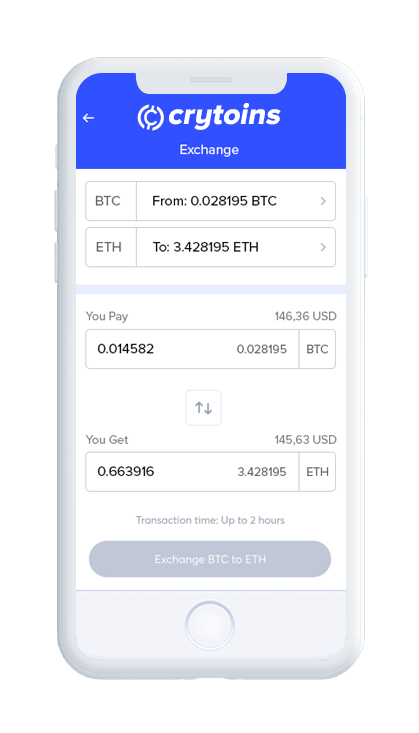 crytoins
Exchange
BTC From: 0.028195 BTC
ETH To: 3.428195 ETH
You Pay 146,36 USD
0.014582 0.028195 BTC
You Get 145,63 USD
0.663916 3.428195 ETH
Transaction time: Up to 2 hours
Exchange BTC to ETH